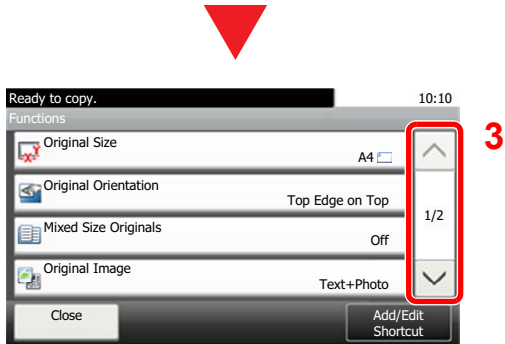 Ready to copy.
10:10
Functions
3
Original Size
A4
Original Orientation
Top Edge on Top
1/2
Mixed Size Originals
Off
Original Image
Text+Photo
Close
Add/Edit
Shortcut